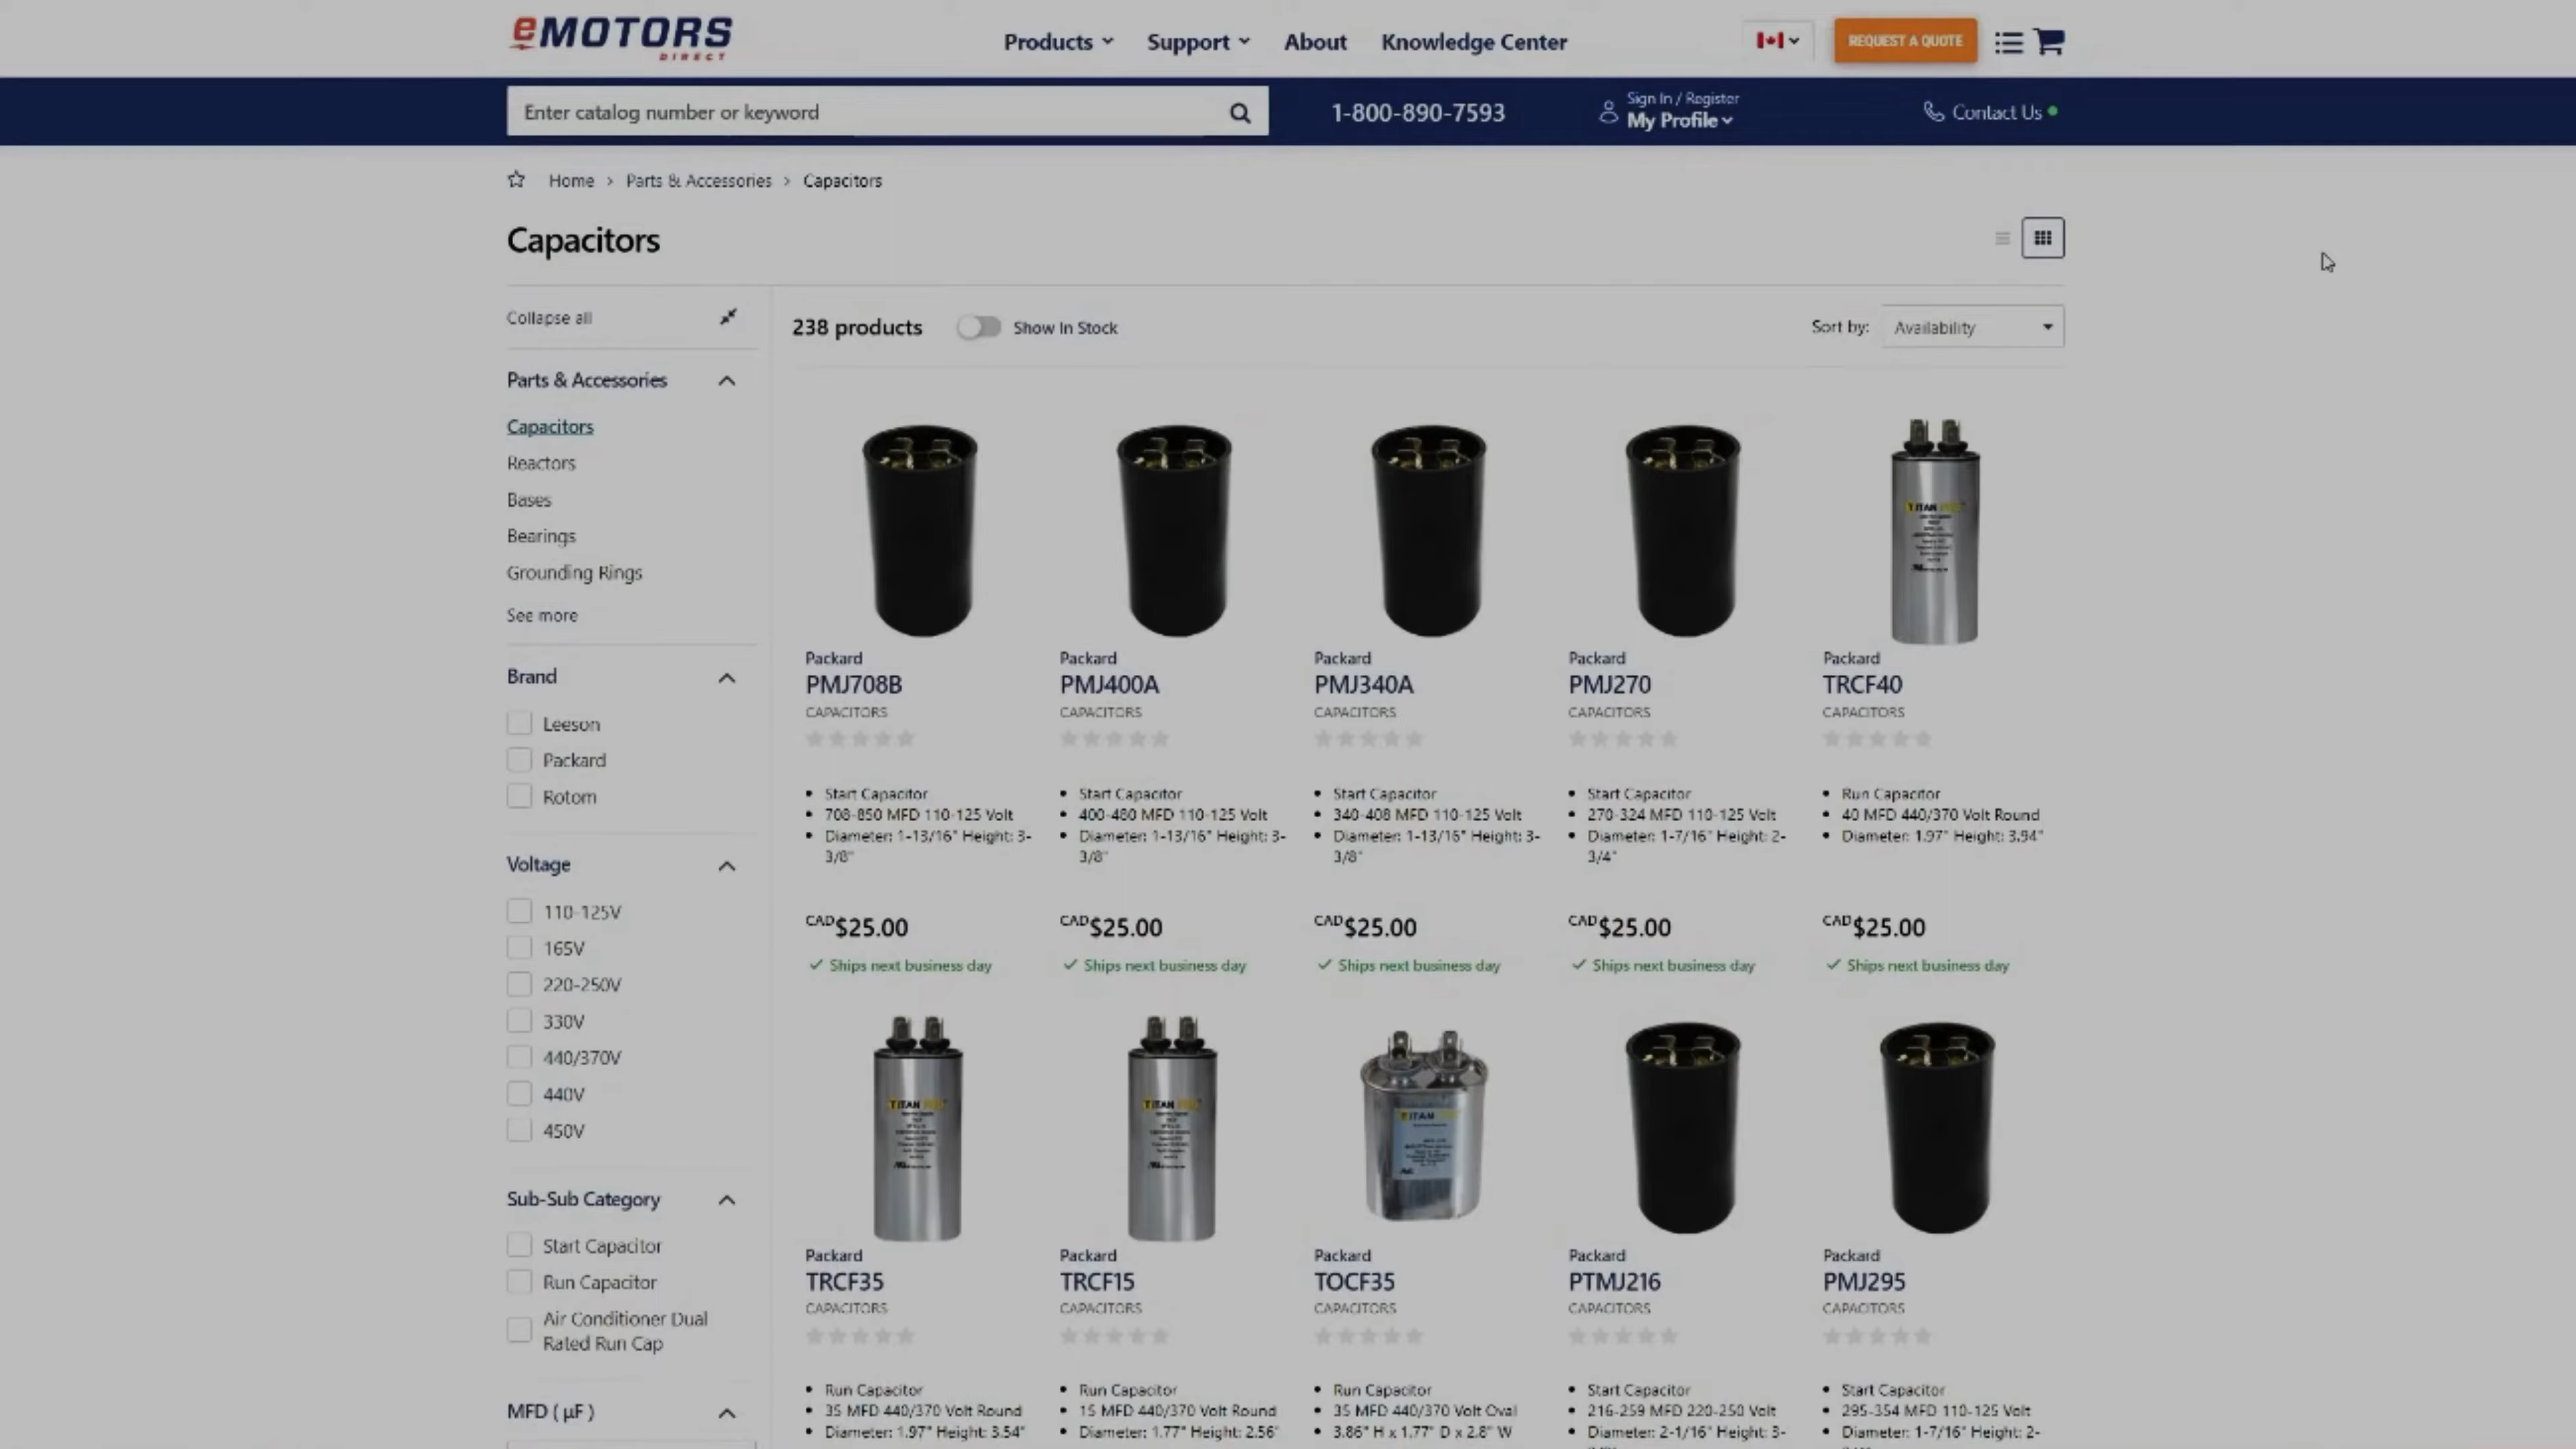 eMOTORS
DIRECT
Products
Support
About
Knowledge Center
REQUEST A QUOTE
Enter catalog number or keyword
1-800-890-7593
Sign In / Register
My Profile
Contact Us
Home > Parts & Accessories > Capacitors
Capacitors
Collapse all
Parts & Accessories
Capacitors
Reactors
Bases
Bearings
Grounding Rings
See more
Brand
Leeson
Packard
Rotom
Voltage
110-125V
165V
220-250V
330V
440/370V
440V
450V
Sub-Sub Category
Start Capacitor
Run Capacitor
Air Conditioner Dual
Rated Run Cap
MFD ( µF )
238 products
Show In Stock
Sort by:
Availability
Packard
PMJ708B
CAPACITORS
• Start Capacitor
• 708-850 MFD 110-125 Volt
• Diameter: 1-13/16" Height: 3-
3/8"
CAD$25.00
Ships next business day
Packard
PMJ400A
CAPACITORS
• Start Capacitor
• 400-480 MFD 110-125 Volt
• Diameter: 1-13/16" Height: 3-
3/8"
CAD$25.00
Ships next business day
Packard
PMJ340A
CAPACITORS
• Start Capacitor
• 340-408 MFD 110-125 Volt
• Diameter: 1-13/16" Height: 3-
3/8"
CAD$25.00
Ships next business day
Packard
PMJ270
CAPACITORS
• Start Capacitor
• 270-324 MFD 110-125 Volt
• Diameter: 1-7/16" Height: 2-
3/4"
CAD$25.00
Ships next business day
TITAN
Packard
TRCF40
CAPACITORS
• Run Capacitor
• 40 MFD 440/370 Volt Round
• Diameter: 1.97" Height: 3.94"
CAD$25.00
Ships next business day
TITAN
Packard
TRCF35
CAPACITORS
• Run Capacitor
• 35 MFD 440/370 Volt Round
• Diameter: 1.97" Height: 3.54"
TITAN
Packard
TRCF15
CAPACITORS
• Run Capacitor
• 15 MFD 440/370 Volt Round
• Diameter: 1.77" Height: 2.56"
TITAN
Packard
TOCF35
CAPACITORS
• Run Capacitor
• 35 MFD 440/370 Volt Oval
• 3.86" H x 1.77" D x 2.8" W
Packard
PTMJ216
CAPACITORS
• Start Capacitor
• 216-259 MFD 220-250 Volt
• Diameter: 2-1/16" Height: 3-
Packard
PMJ295
CAPACITORS
• Start Capacitor
• 295-354 MFD 110-125 Volt
• Diameter: 1-7/16" Height: 2-